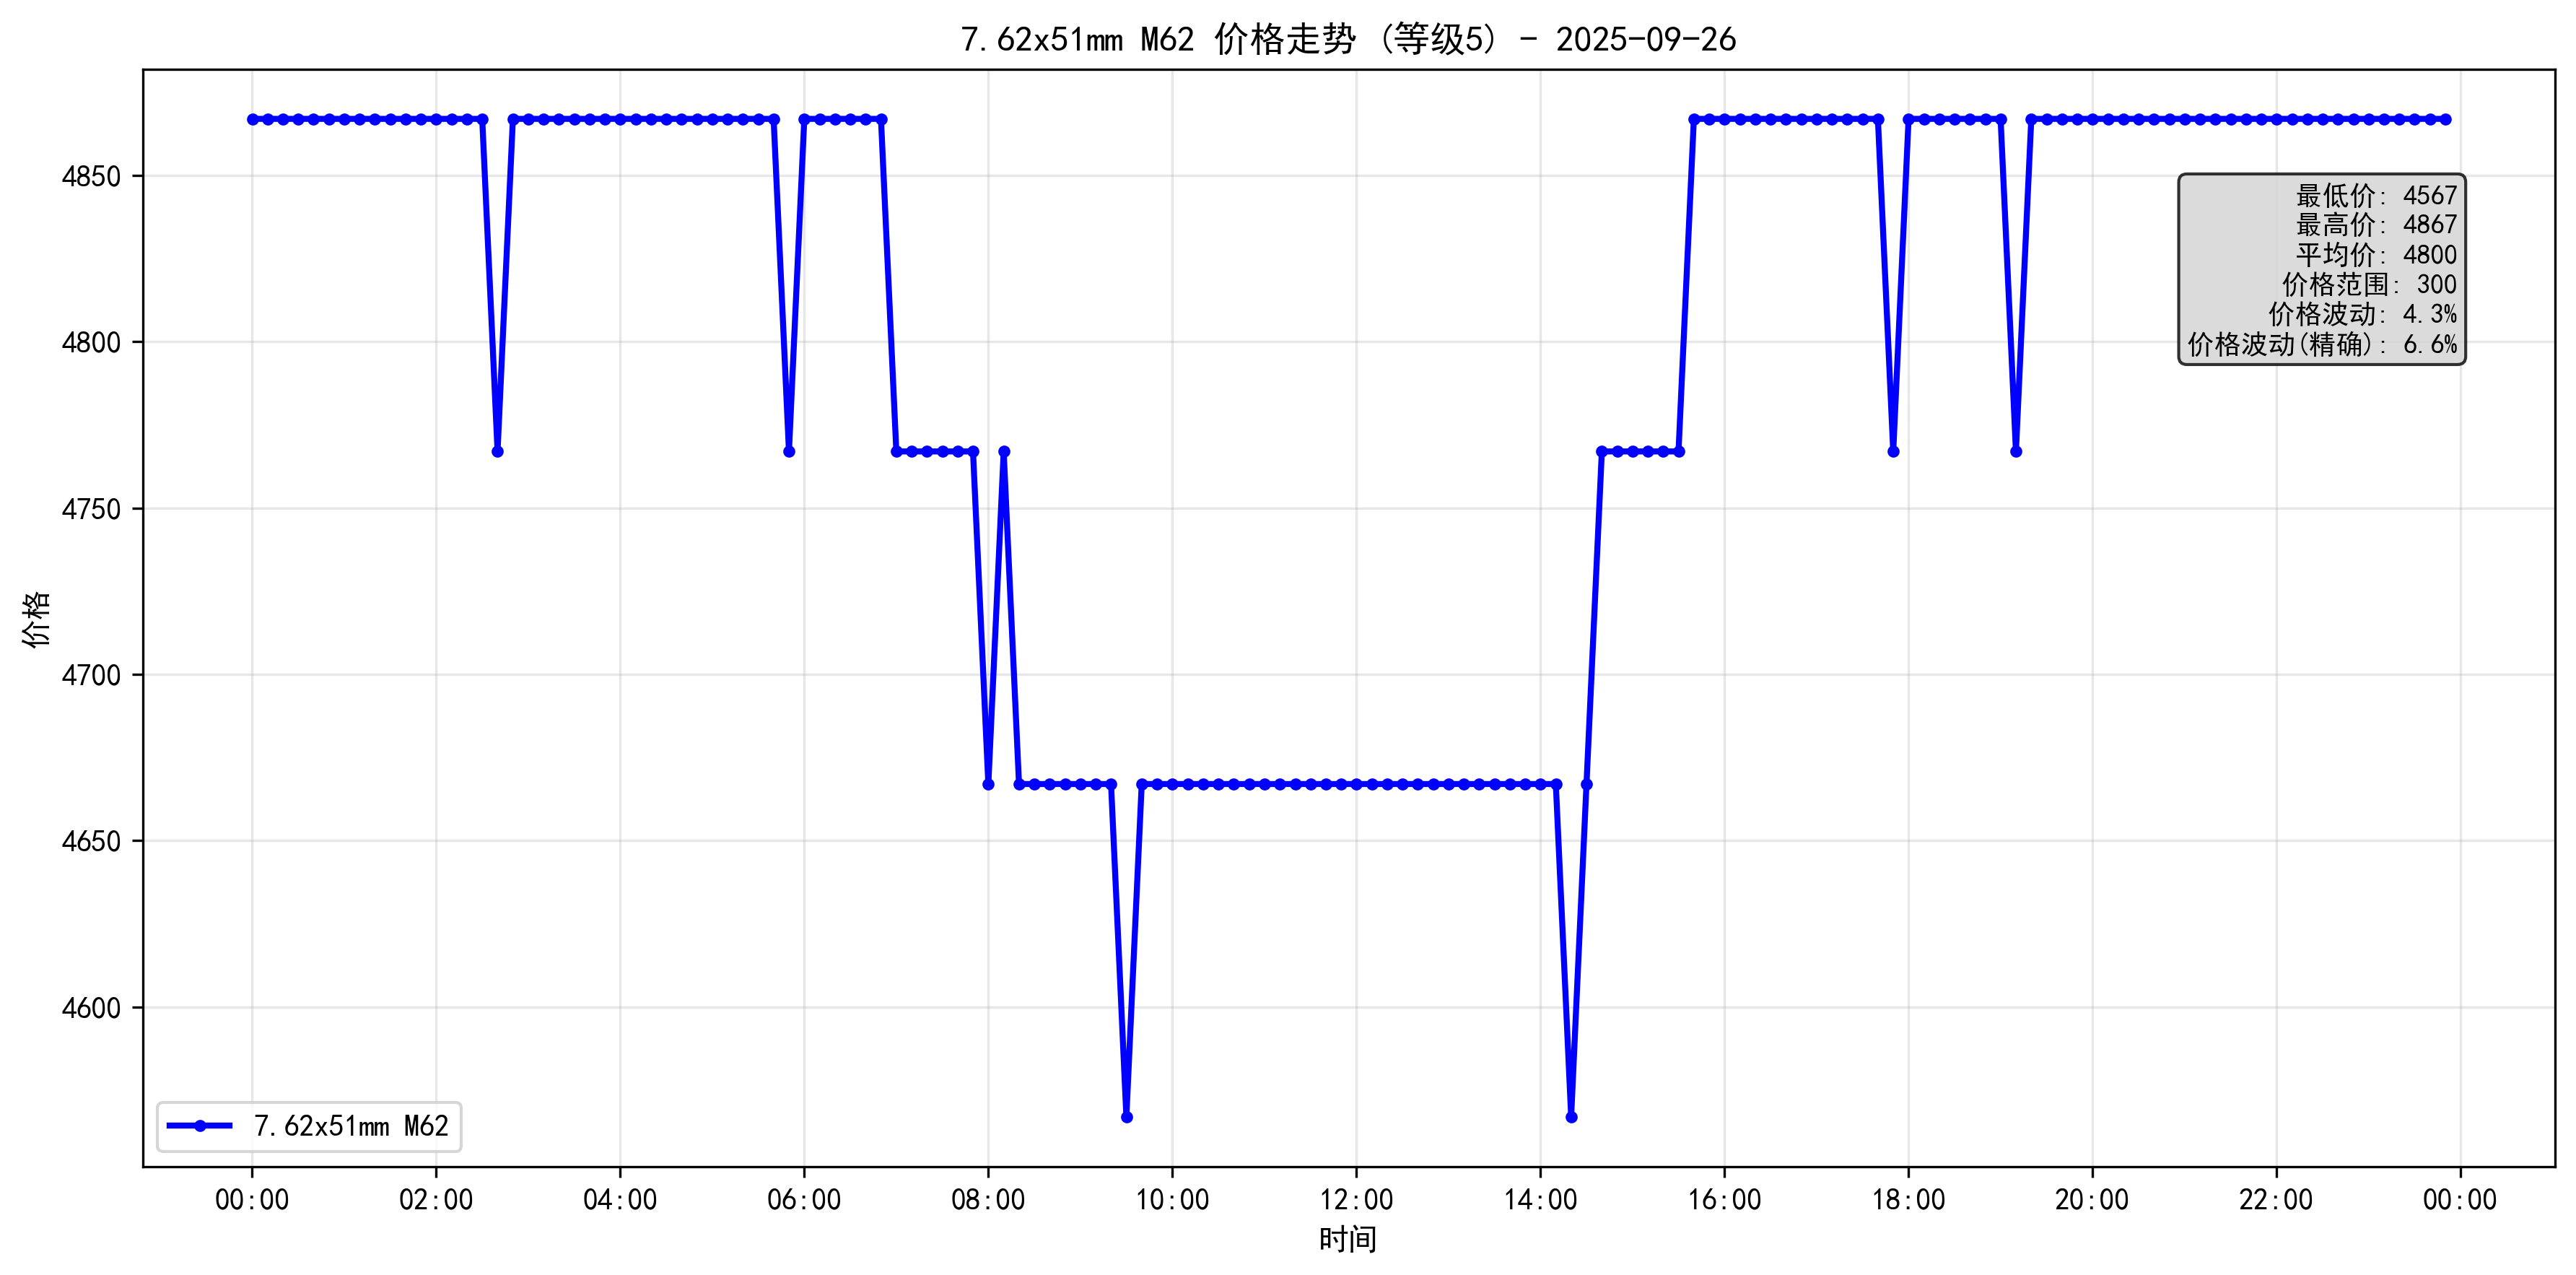 7.62x51mm M62 价格走势 (等级5) - 2025-09-26
4850
4800
4750
4700
4650
4600
价格
最低价: 4567
最高价: 4867
平均价: 4800
价格范围: 300
价格波动: 4.3%
价格波动(精确): 6.6%
7.62x51mm M62
00:00 02:00 04:00 06:00 08:00 10:00 12:00 14:00 16:00 18:00 20:00 22:00 00:00
时间